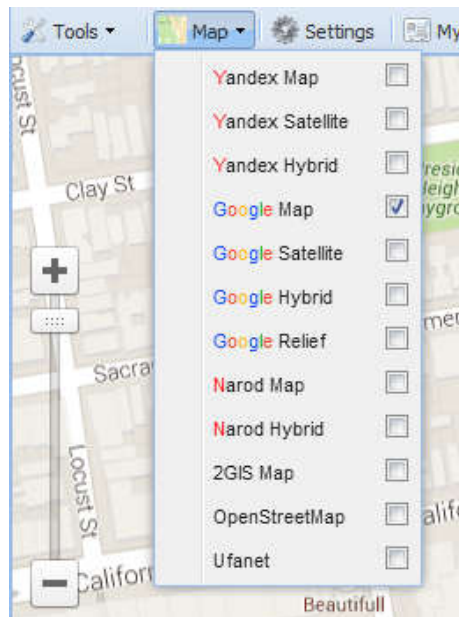 Tools Map Settings My
Locust St
Yandex Map
Yandex Satellite
Clay St
Yandex Hybrid
Google Map
Google Satellite
Google Hybrid
Google Relief
Sacra
Narod Map
Narod Hybrid
Locust St
2GIS Map
OpenStreetMap
Ufanet
Californ
Beautifull